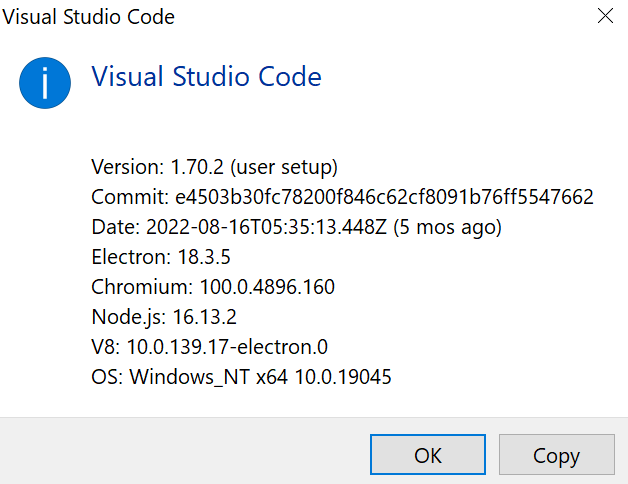 Visual Studio Code
Visual Studio Code
Version: 1.70.2 (user setup)
Commit: e4503b30fc78200f846c62cf8091b76ff5547662
Date: 2022-08-16T05:35:13.448Z (5 mos ago)
Electron: 18.3.5
Chromium: 100.0.4896.160
Node.js: 16.13.2
V8: 10.0.139.17-electron.0
OS: Windows_NT x64 10.0.19045
OK
Copy